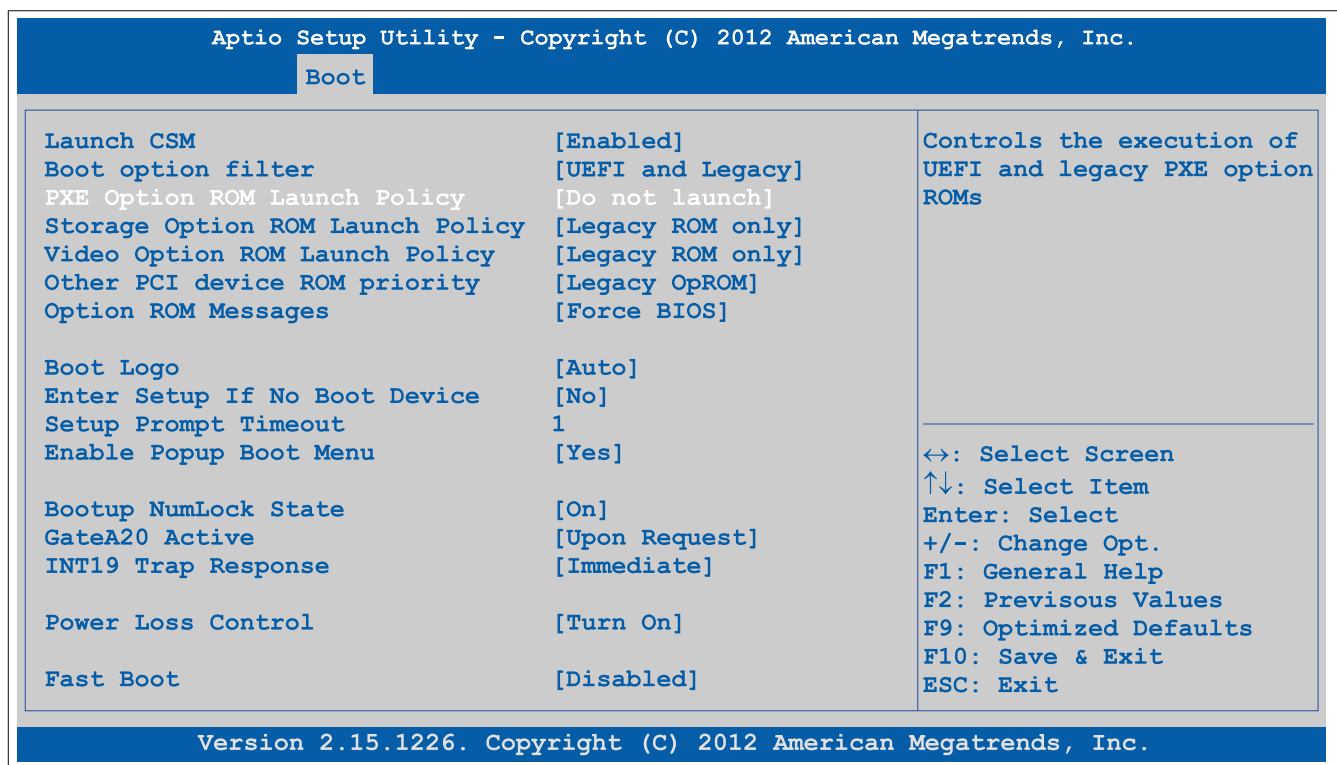 Aptio Setup Utility - Copyright (C) 2012 American Megatrends, Inc.
Boot
Launch CSM [Enabled]
Boot option filter [UEFI and Legacy]
PXE Option ROM Launch Policy [Do not launch]
Storage Option ROM Launch Policy [Legacy ROM only]
Video Option ROM Launch Policy [Legacy ROM only]
Other PCI device ROM priority [Legacy OpROM]
Option ROM Messages [Force BIOS]
Boot Logo [Auto]
Enter Setup If No Boot Device [No]
Setup Prompt Timeout 1
Enable Popup Boot Menu [Yes]
Bootup NumLock State [On]
GateA20 Active [Upon Request]
INT19 Trap Response [Immediate]
Power Loss Control [Turn On]
Fast Boot [Disabled]
Controls the execution of
UEFI and legacy PXE option
ROMs
↔: Select Screen
↑↓: Select Item
Enter: Select
+/-: Change Opt.
F1: General Help
F2: Previsous Values
F9: Optimized Defaults
F10: Save & Exit
ESC: Exit
Version 2.15.1226. Copyright (C) 2012 American Megatrends, Inc.